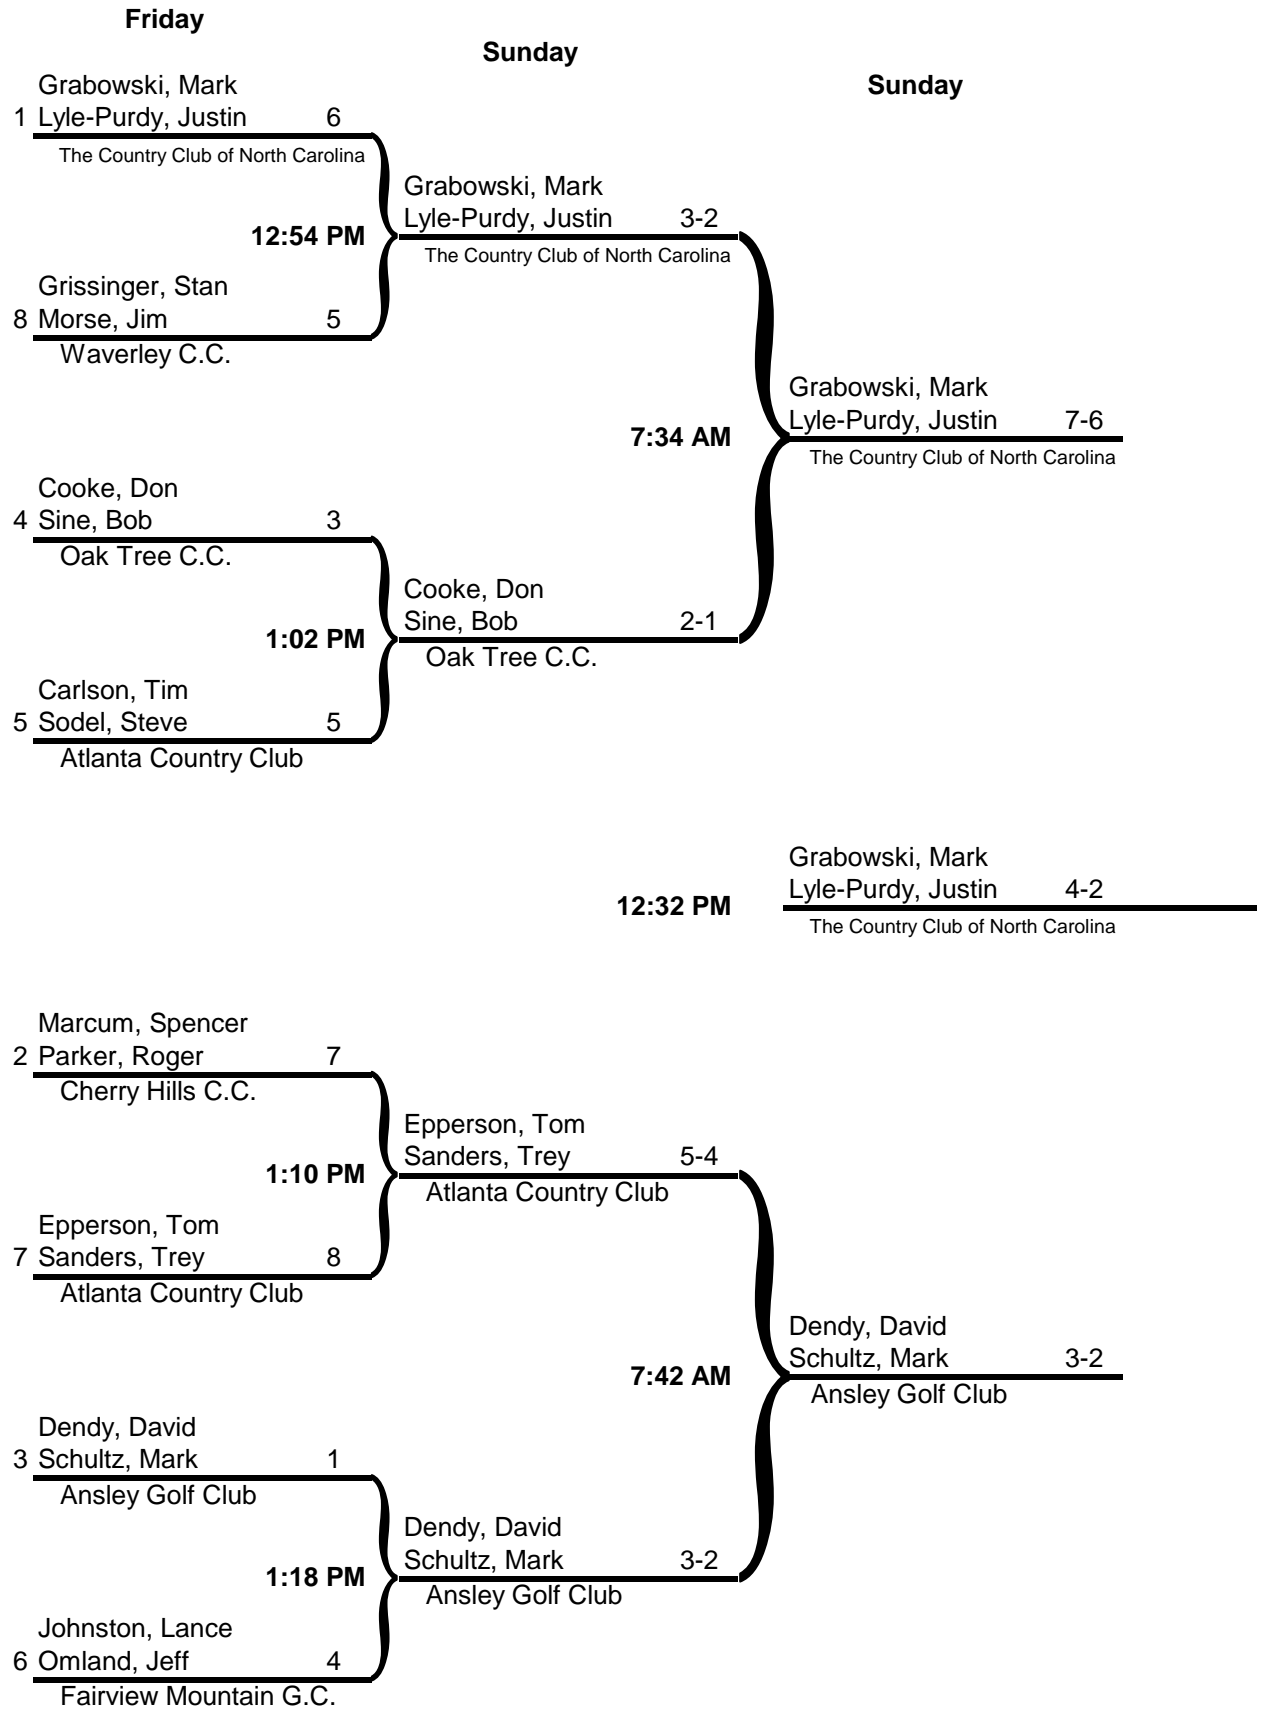 Friday
Sunday
Sunday
Grabowski, Mark
1 Lyle-Purdy, Justin 6
The Country Club of North Carolina
Grabowski, Mark
Lyle-Purdy, Justin 3-2
12:54 PM
The Country Club of North Carolina
Grissinger, Stan
8 Morse, Jim 5
Waverley C.C.
Grabowski, Mark
Lyle-Purdy, Justin 7-6
7:34 AM
The Country Club of North Carolina
Cooke, Don
4 Sine, Bob 3
Oak Tree C.C.
Cooke, Don
Sine, Bob 2-1
1:02 PM
Oak Tree C.C.
Carlson, Tim
5 Sodel, Steve 5
Atlanta Country Club
Grabowski, Mark
Lyle-Purdy, Justin 4-2
12:32 PM
The Country Club of North Carolina
Marcum, Spencer
2 Parker, Roger 7
Cherry Hills C.C.
Epperson, Tom
Sanders, Trey 5-4
1:10 PM
Atlanta Country Club
Epperson, Tom
7 Sanders, Trey 8
Atlanta Country Club
Dendy, David
Schultz, Mark 3-2
7:42 AM
Ansley Golf Club
Dendy, David
3 Schultz, Mark 1
Ansley Golf Club
Dendy, David
Schultz, Mark 3-2
1:18 PM
Ansley Golf Club
Johnston, Lance
6 Omland, Jeff 4
Fairview Mountain G.C.